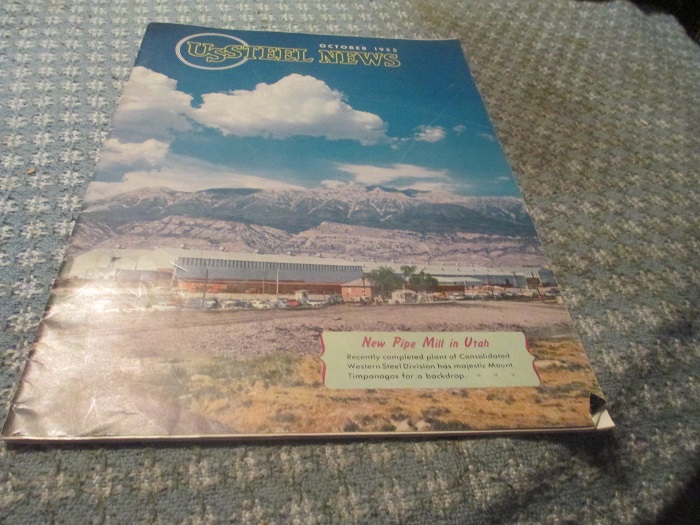 OCTOBER 1955
USSTEEL NEWS
New Pipe Mill in Utah
Recently completed plant of Consolidated
Western Steel Division has majestic Mount
Timpanogos for a backdrop.